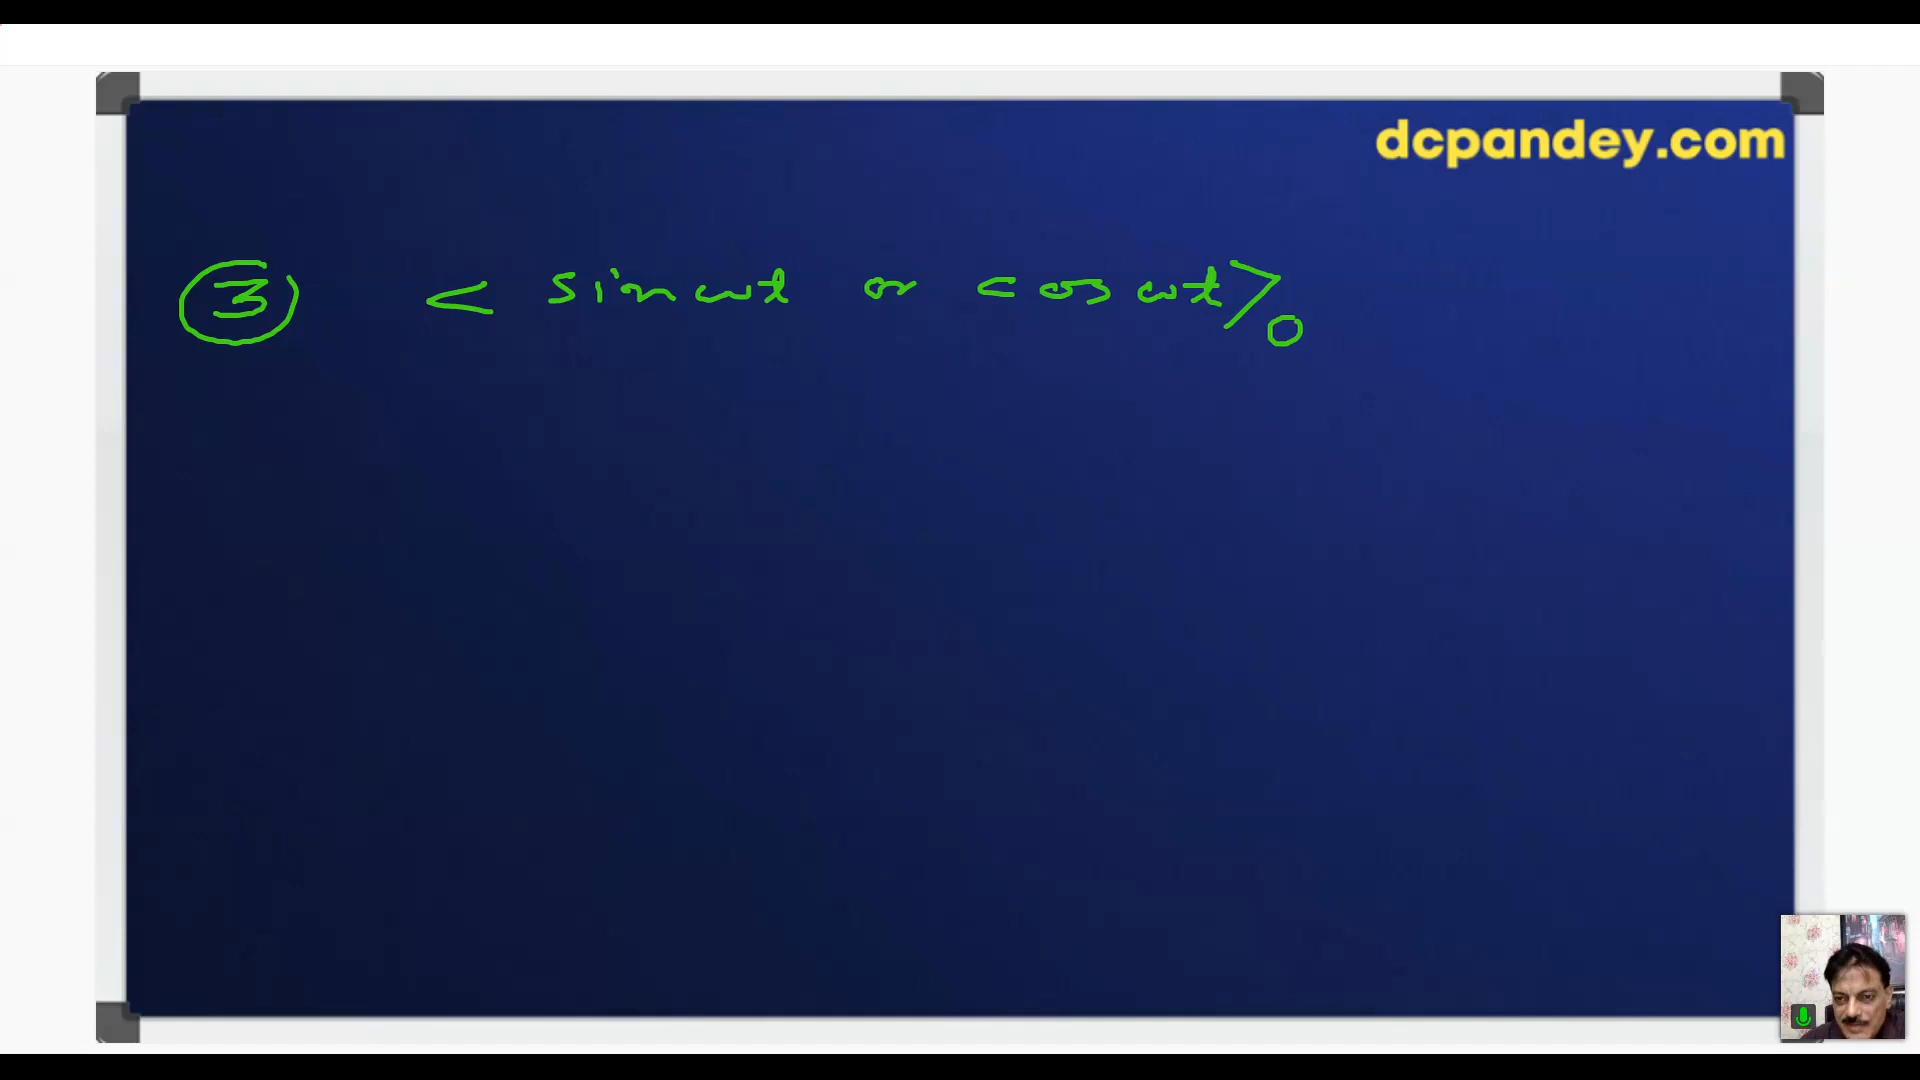 dcpandey.com
③ < sin ωt or cos ωt >₀